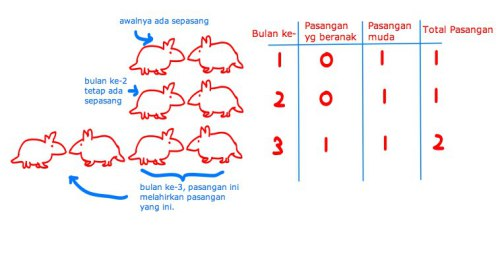 awalnya ada sepasang
bulan ke-2
tetap ada
sepasang
bulan ke-3, pasangan ini
melahirkan pasangan
yang ini.
Bulan ke- Pasangan yg beranak Pasangan muda Total Pasangan
1 0 1 1
2 0 1 1
3 1 1 2